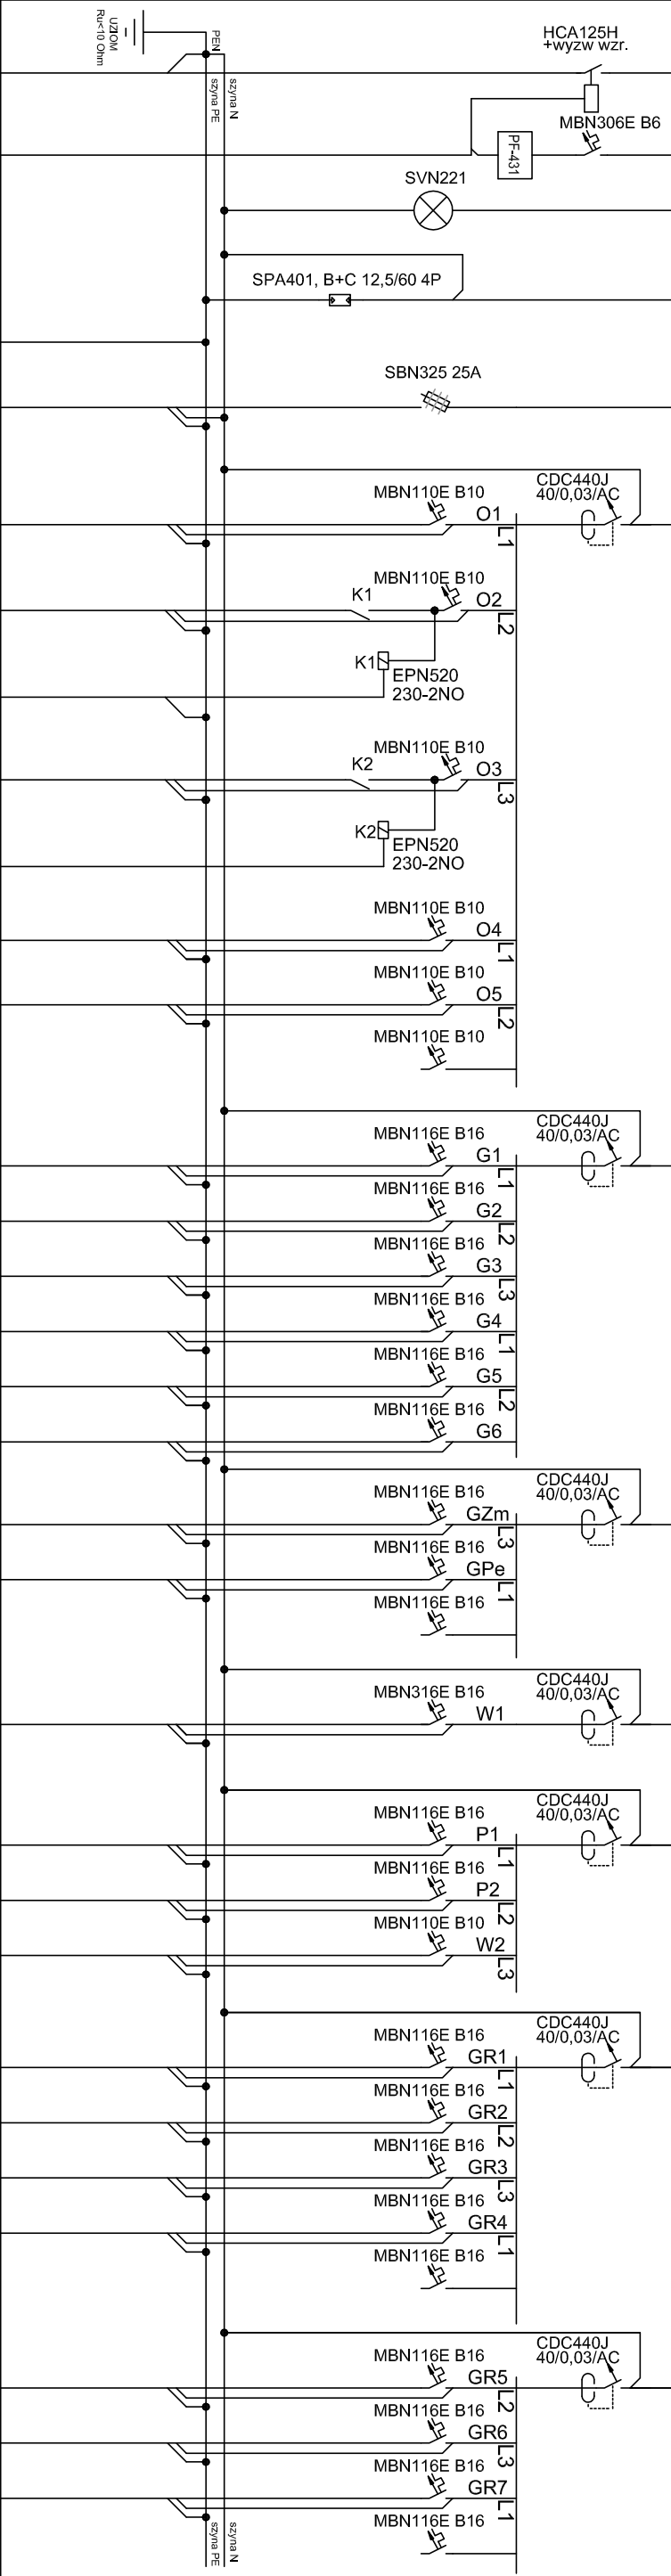 UZIOM
Ru<10 Ohm
PEN
szyna N
szyna PE
HCA125H
+wyzw wzr.
MBN306E B6
PF-431
SVN221
SPA401, B+C 12,5/60 4P
SBN325 25A
CDC440J
40/0,03/AC
MBN110E B10
O1
L1
MBN110E B10
K1
O2
L2
K1
EPN520
230-2NO
MBN110E B10
K2
O3
L3
K2
EPN520
230-2NO
MBN110E B10
O4
L1
MBN110E B10
O5
L2
MBN110E B10
CDC440J
40/0,03/AC
MBN116E B16
G1
L1
MBN116E B16
G2
L2
MBN116E B16
G3
L3
MBN116E B16
G4
L1
MBN116E B16
G5
L2
MBN116E B16
G6
CDC440J
40/0,03/AC
MBN116E B16
GZm
L3
MBN116E B16
GPe
L1
MBN116E B16
CDC440J
40/0,03/AC
MBN316E B16
W1
CDC440J
40/0,03/AC
MBN116E B16
P1
L1
MBN116E B16
P2
L2
MBN110E B10
W2
L3
CDC440J
40/0,03/AC
MBN116E B16
GR1
L1
MBN116E B16
GR2
L2
MBN116E B16
GR3
L3
MBN116E B16
GR4
L1
MBN116E B16
CDC440J
40/0,03/AC
MBN116E B16
GR5
L2
MBN116E B16
GR6
L3
MBN116E B16
GR7
L1
MBN116E B16
szyna N
szyna PE